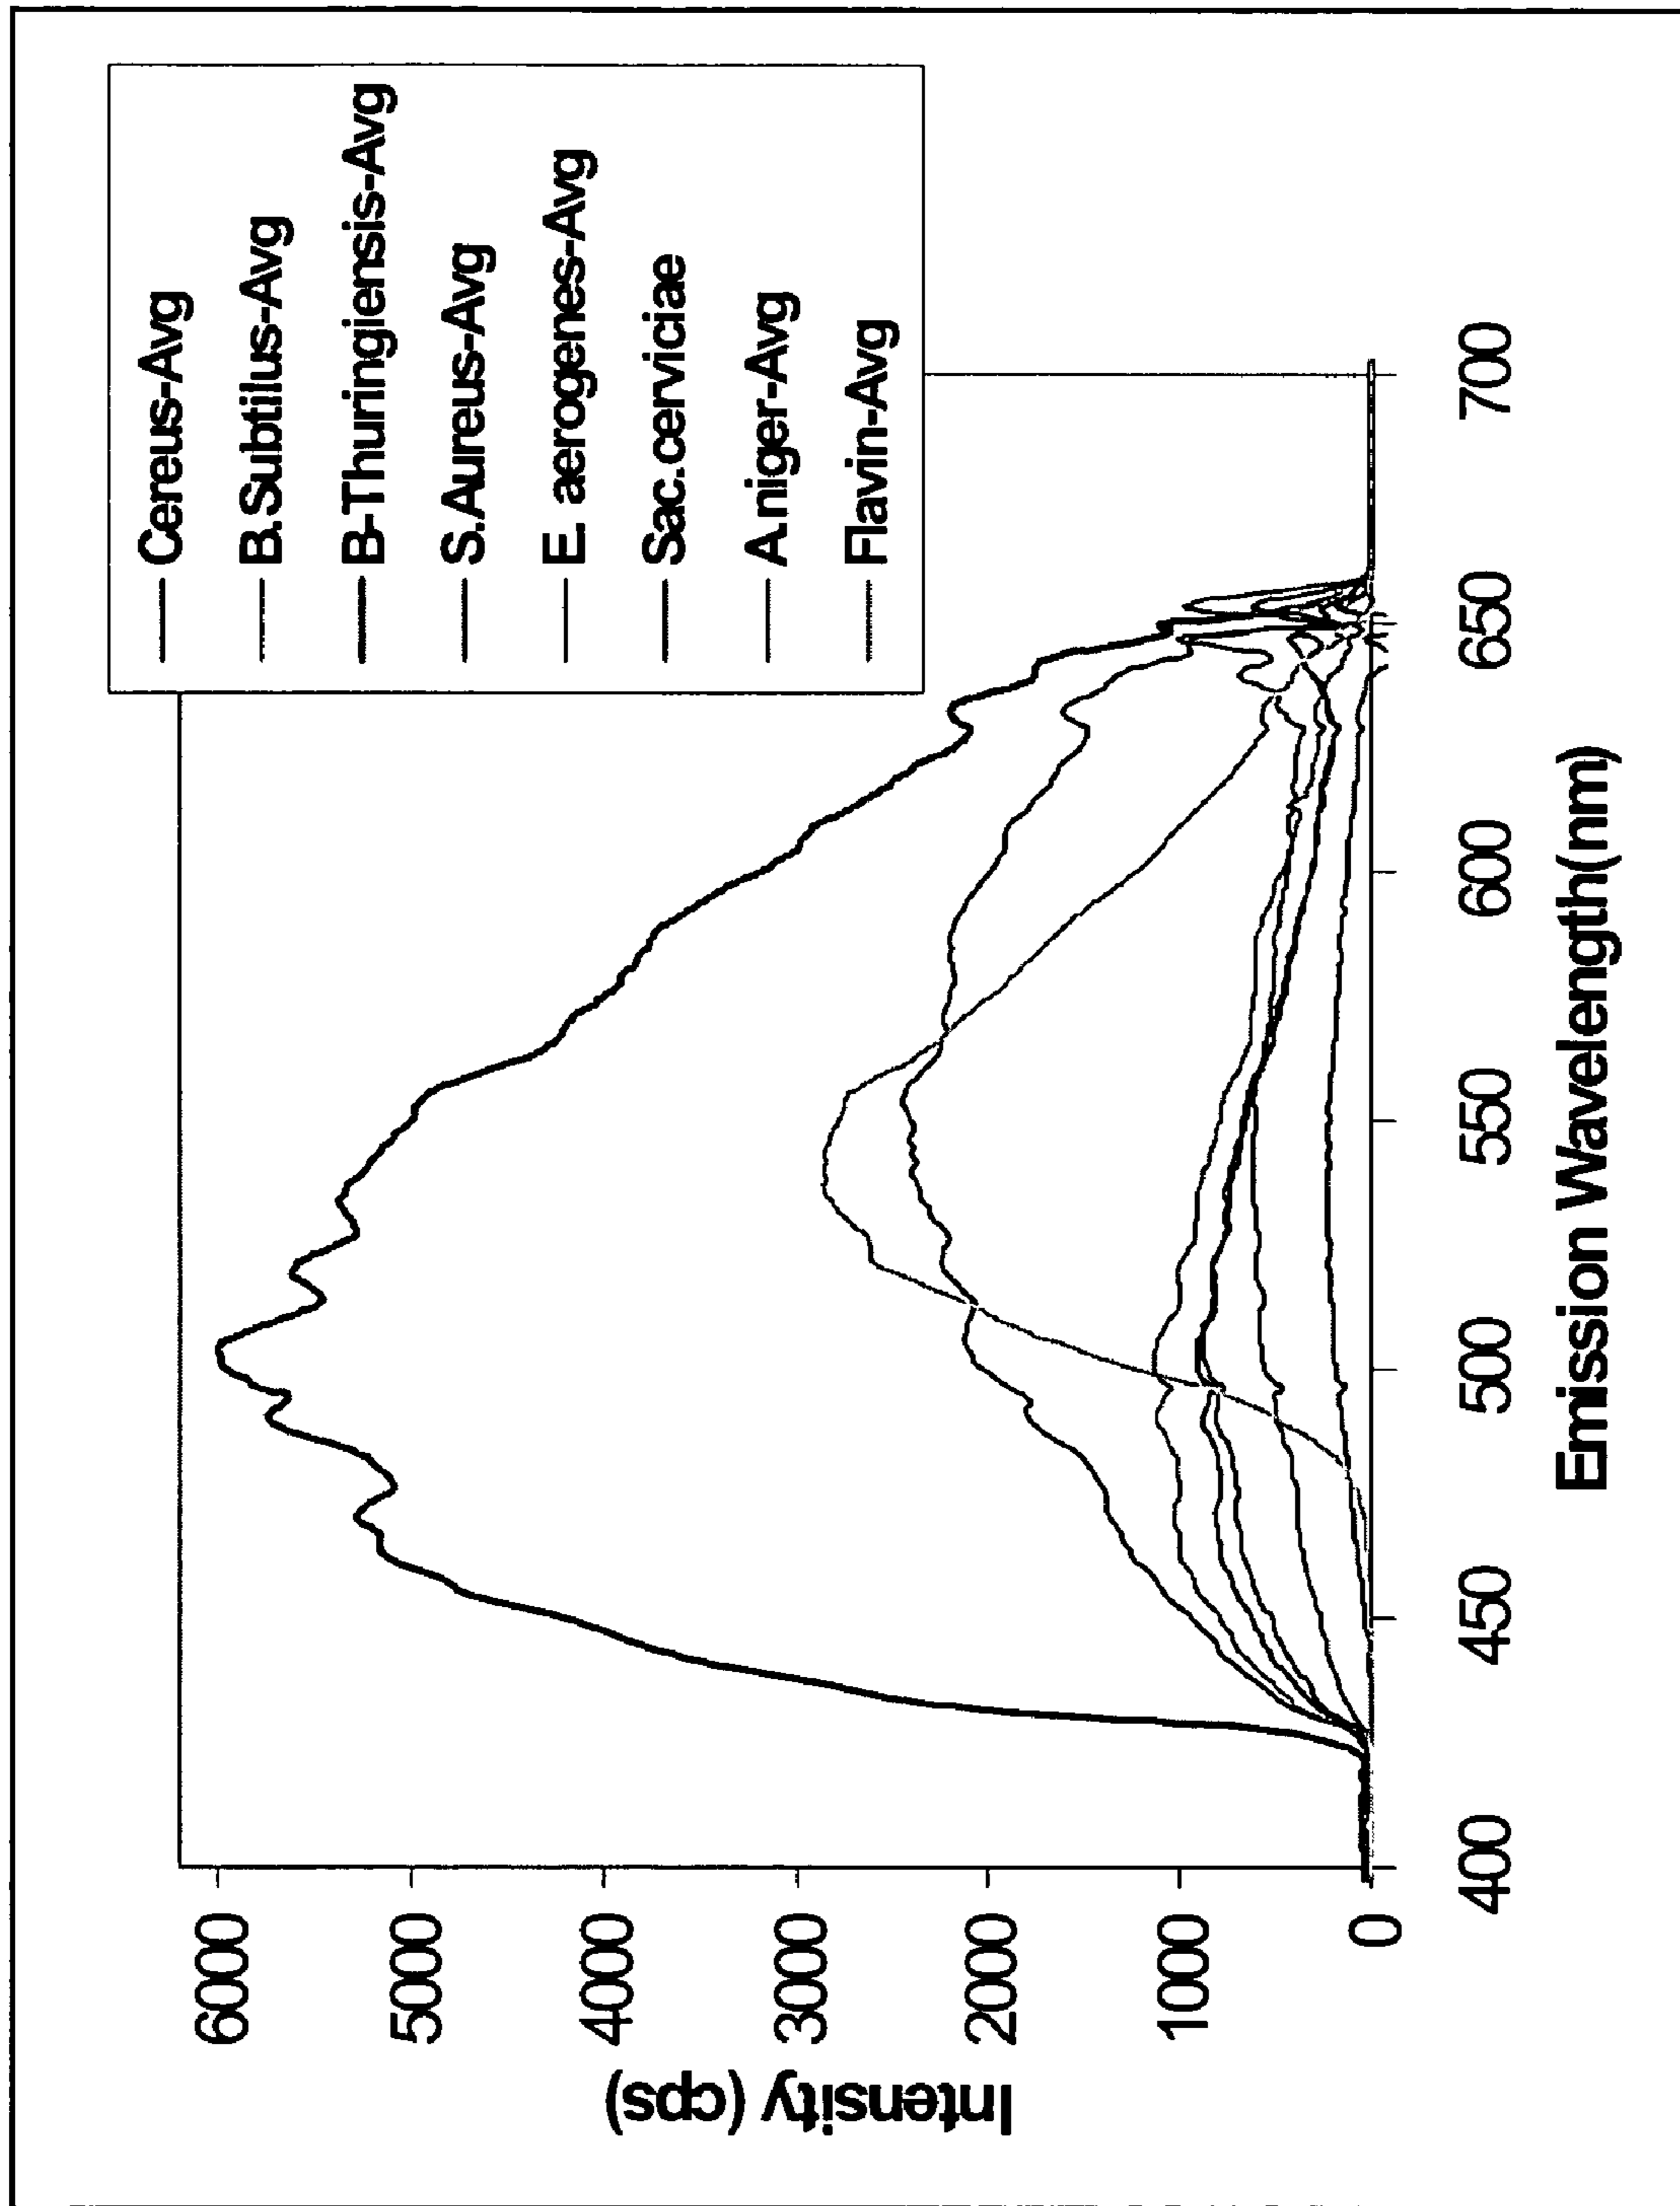 Cereus-Avg
B.Subtilus-Avg
B-Thuringiensis-Avg
S.Aureus-Avg
E. aerogenes-Avg
Sac.cerviciae
A.niger-Avg
Flavin-Avg
Intensity (cps)
6000
5000
4000
3000
2000
1000
0
400
450
500
550
600
650
700
Emission Wavelength(nm)